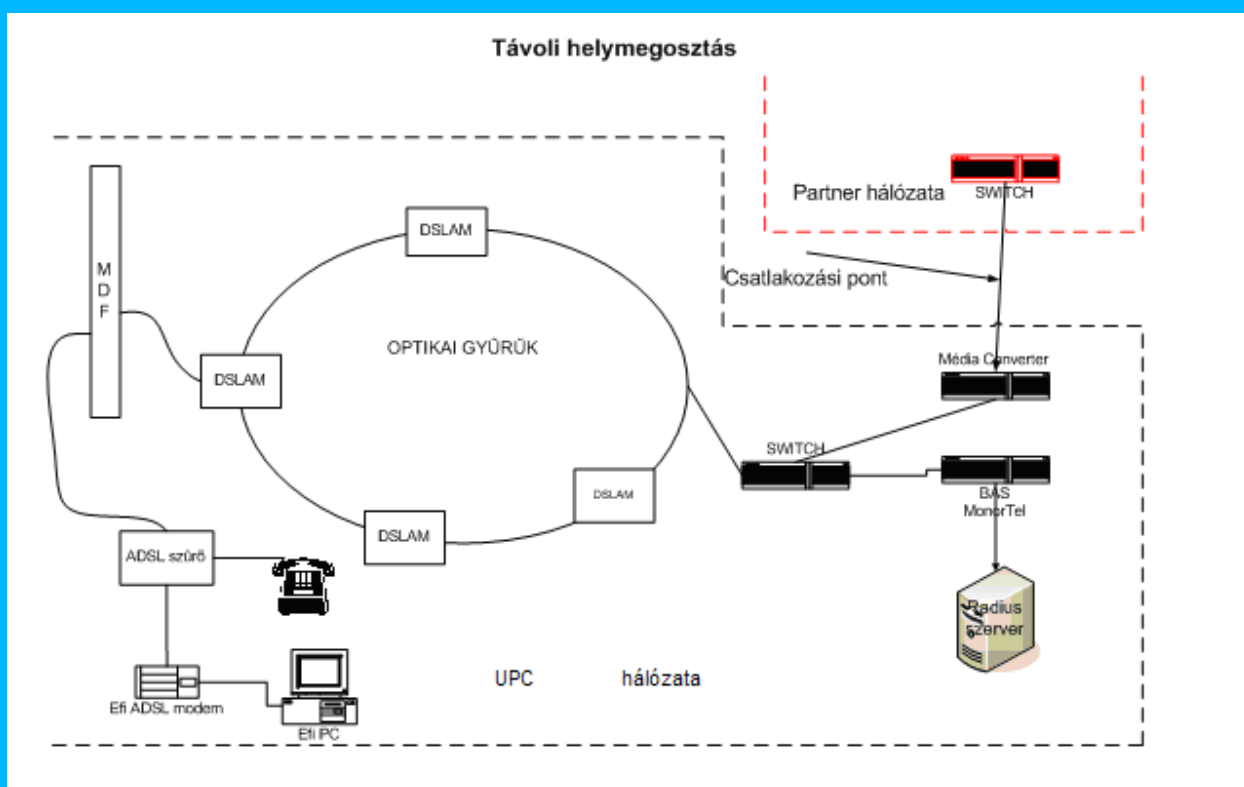 Távoli helymegosztás
SWITCH
Partner hálózata
Csatlakozási pont
MDF
DSLAM
OPTIKAI GYŰRŰK
DSLAM
DSLAM
DSLAM
Média Converter
SWITCH
BAS
MonorTel
ADSL szűrő
Radius
szerver
UPC hálózata
Efi ADSL modem
Efi PC